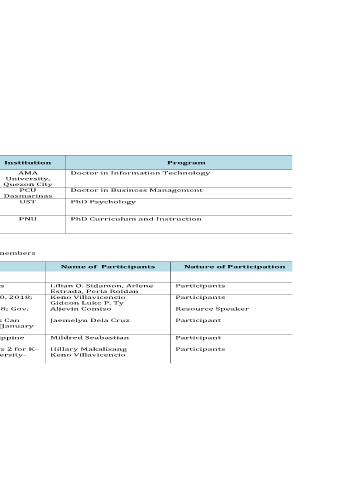 Institution Program
AMA Doctor in Information Technology
University,
Quezon City
PCU Doctor in Business Management
Dasmarinas
UST PhD Psychology
PNU PhD Curriculum and Instruction
members
Name of Participants Nature of Participation
s Lilian O. Sidamon, Arlene Participants
Estrada, Perla Roldan
0, 2018; Keno Villavicencio Participants
Gideon Luke P. Ty
8; Gov. Aljevin Comiso Resource Speaker
Can Jaemelyn Dela Cruz Participant
January
ippine Mildred Seabastian Participant
s 2 for K- Hillary Makalisang Participants
ersity- Keno Villavicencio